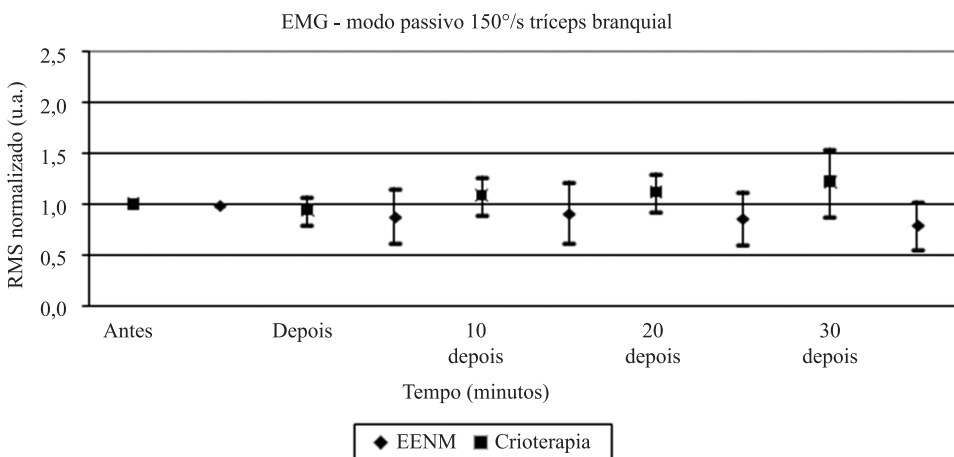 EMG - modo passivo 150°/s tríceps branquial
RMS normalizado (u.a.)
2,5
2,0
1,5
1,0
0,5
0,0
Antes Depois 10 20 30
depois depois depois
Tempo (minutos)
EENM Crioterapia